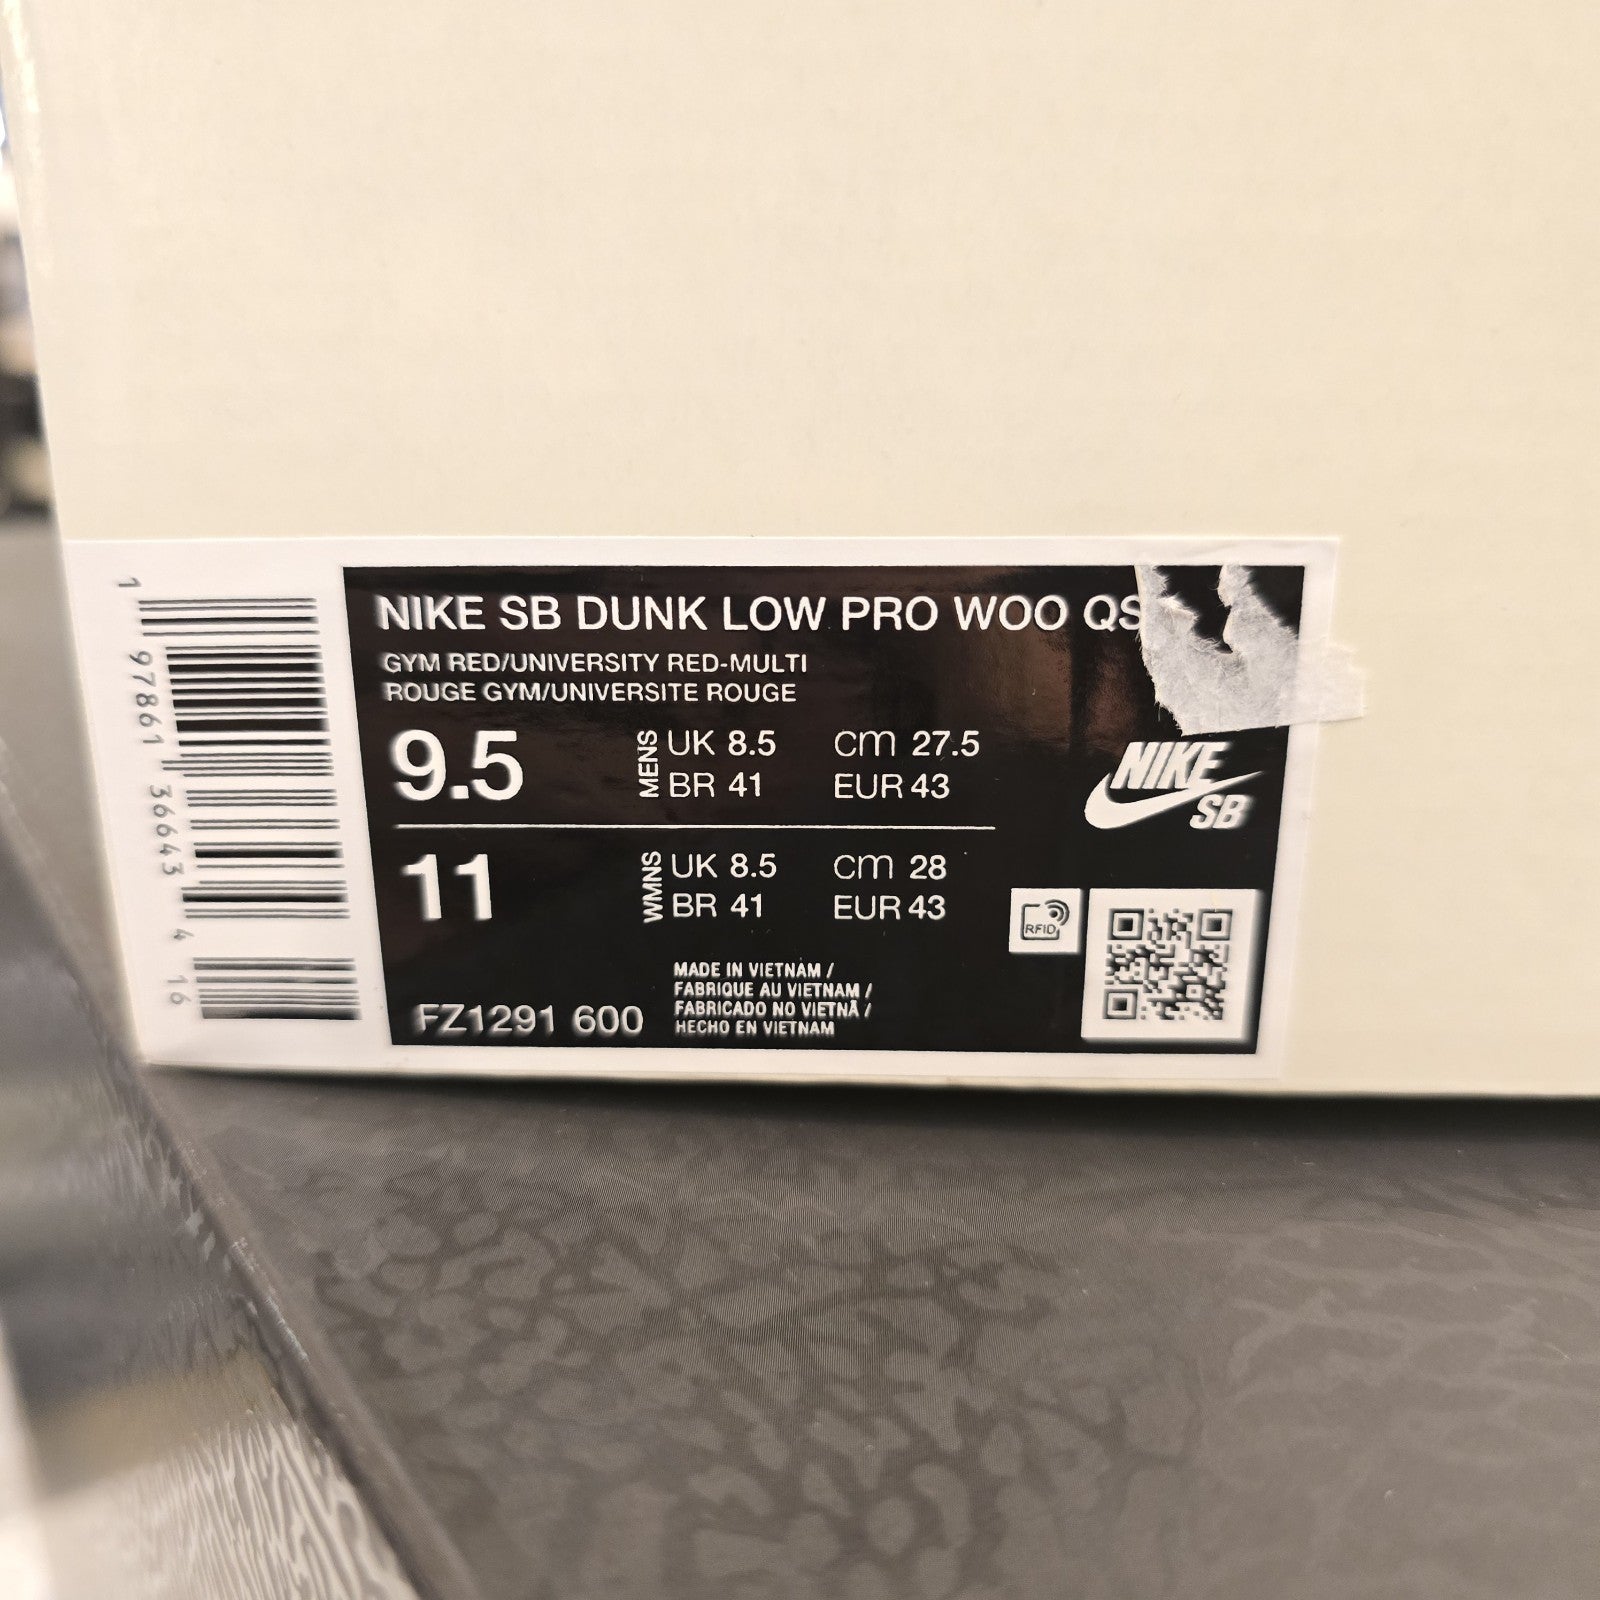 NIKE SB DUNK LOW PRO WOO QS
GYM RED/UNIVERSITY RED-MULTI
ROUGE GYM/UNIVERSITE ROUGE
9.5 MENS UK 8.5 cm 27.5
BR 41 EUR 43
11 WMNS UK 8.5 cm 28
BR 41 EUR 43
NIKE
SB
RFID
FZ1291 600
MADE IN VIETNAM /
FABRIQUE AU VIETNAM /
FABRICADO NO VIETNÃ /
HECHO EN VIETNAM
1 97861 36643 4 16